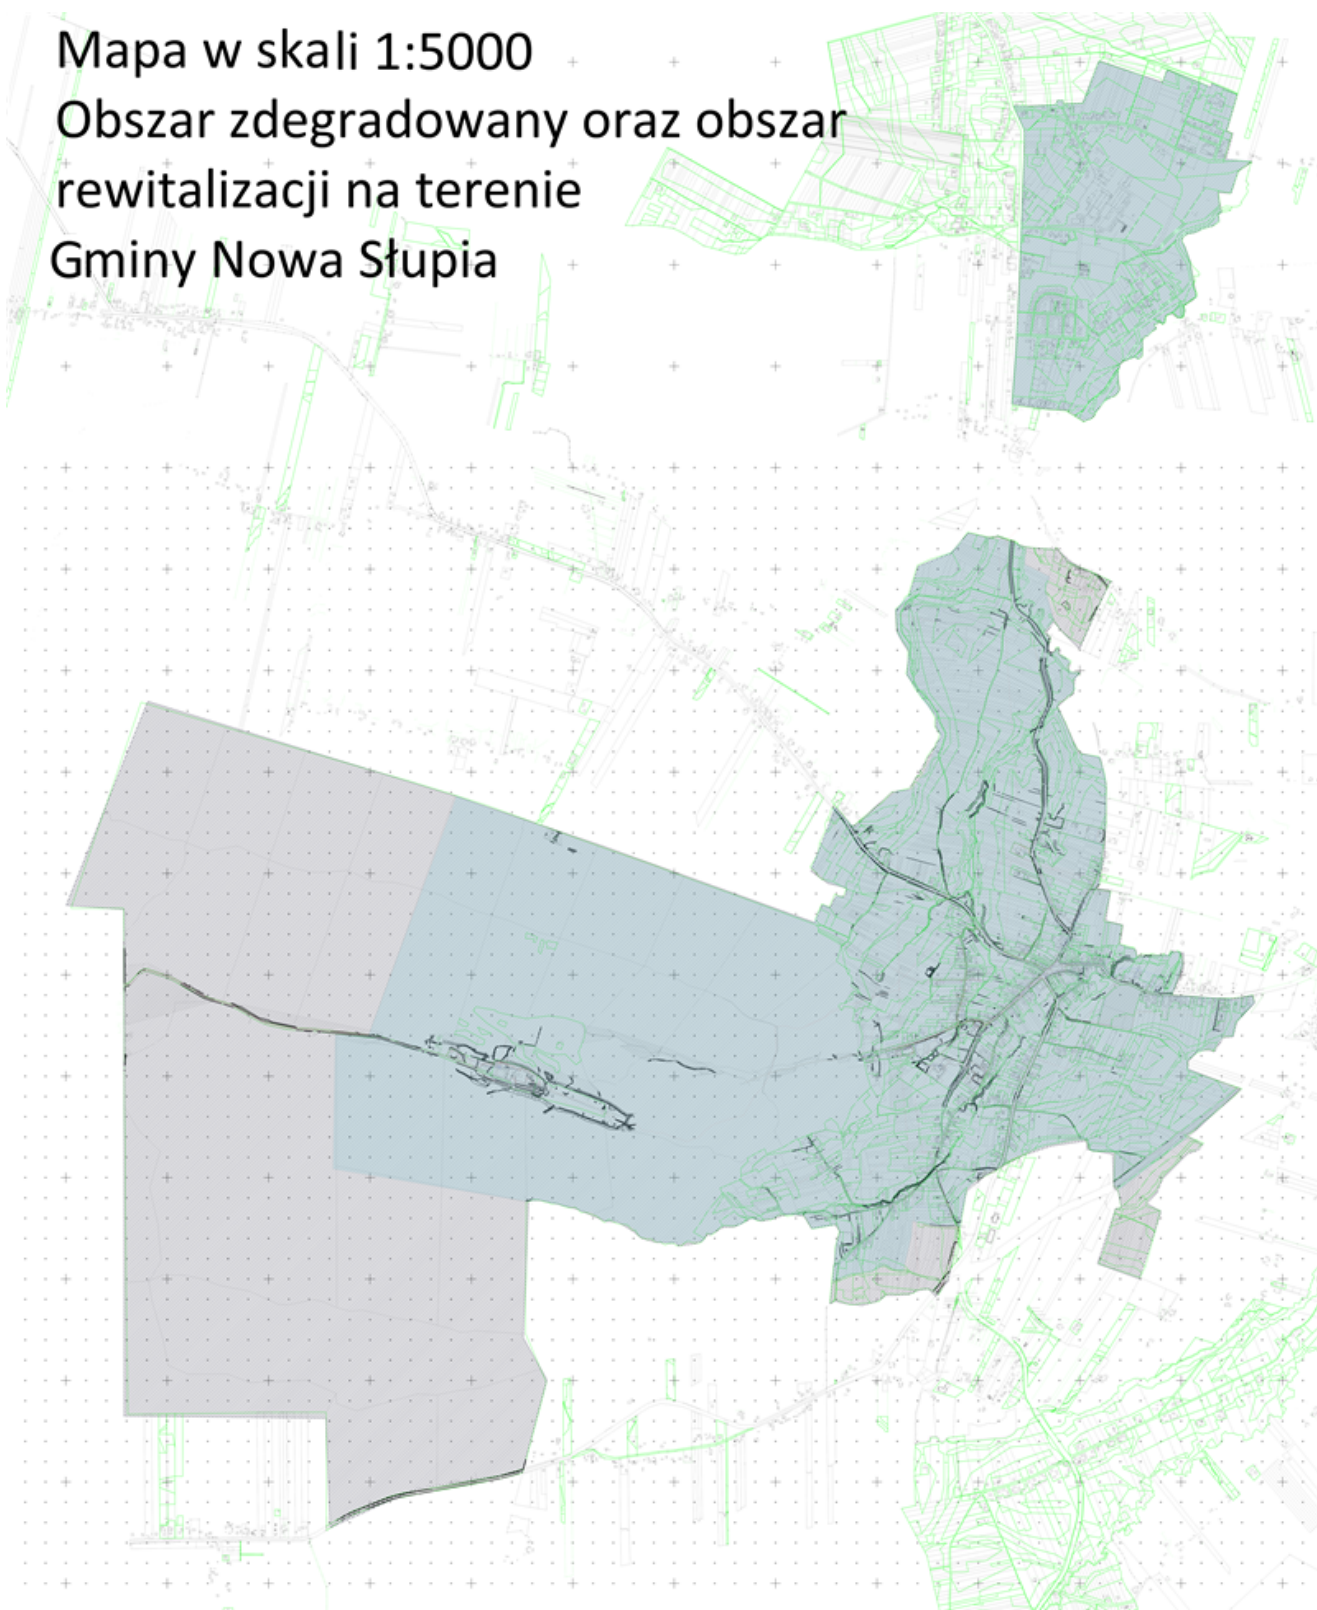 Mapa w skali 1:5000
Obszar zdegradowany oraz obszar
rewitalizacji na terenie
Gminy Nowa Słupia